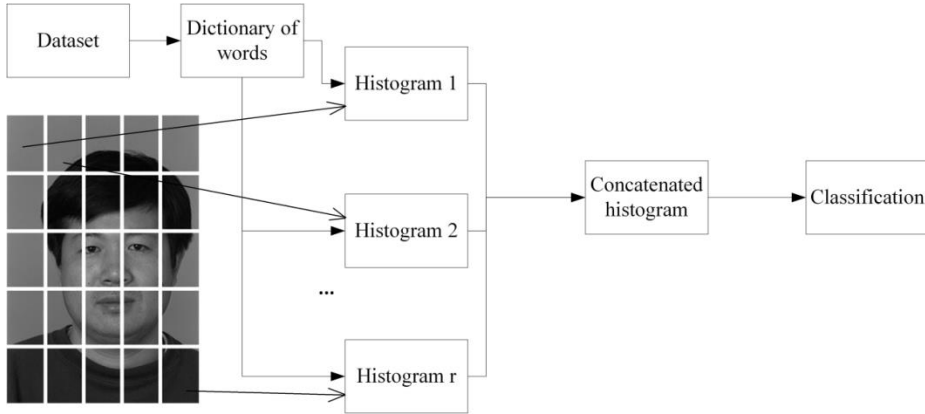 Dataset
Dictionary of
words
Histogram 1
Histogram 2
...
Histogram r
Concatenated
histogram
Classification